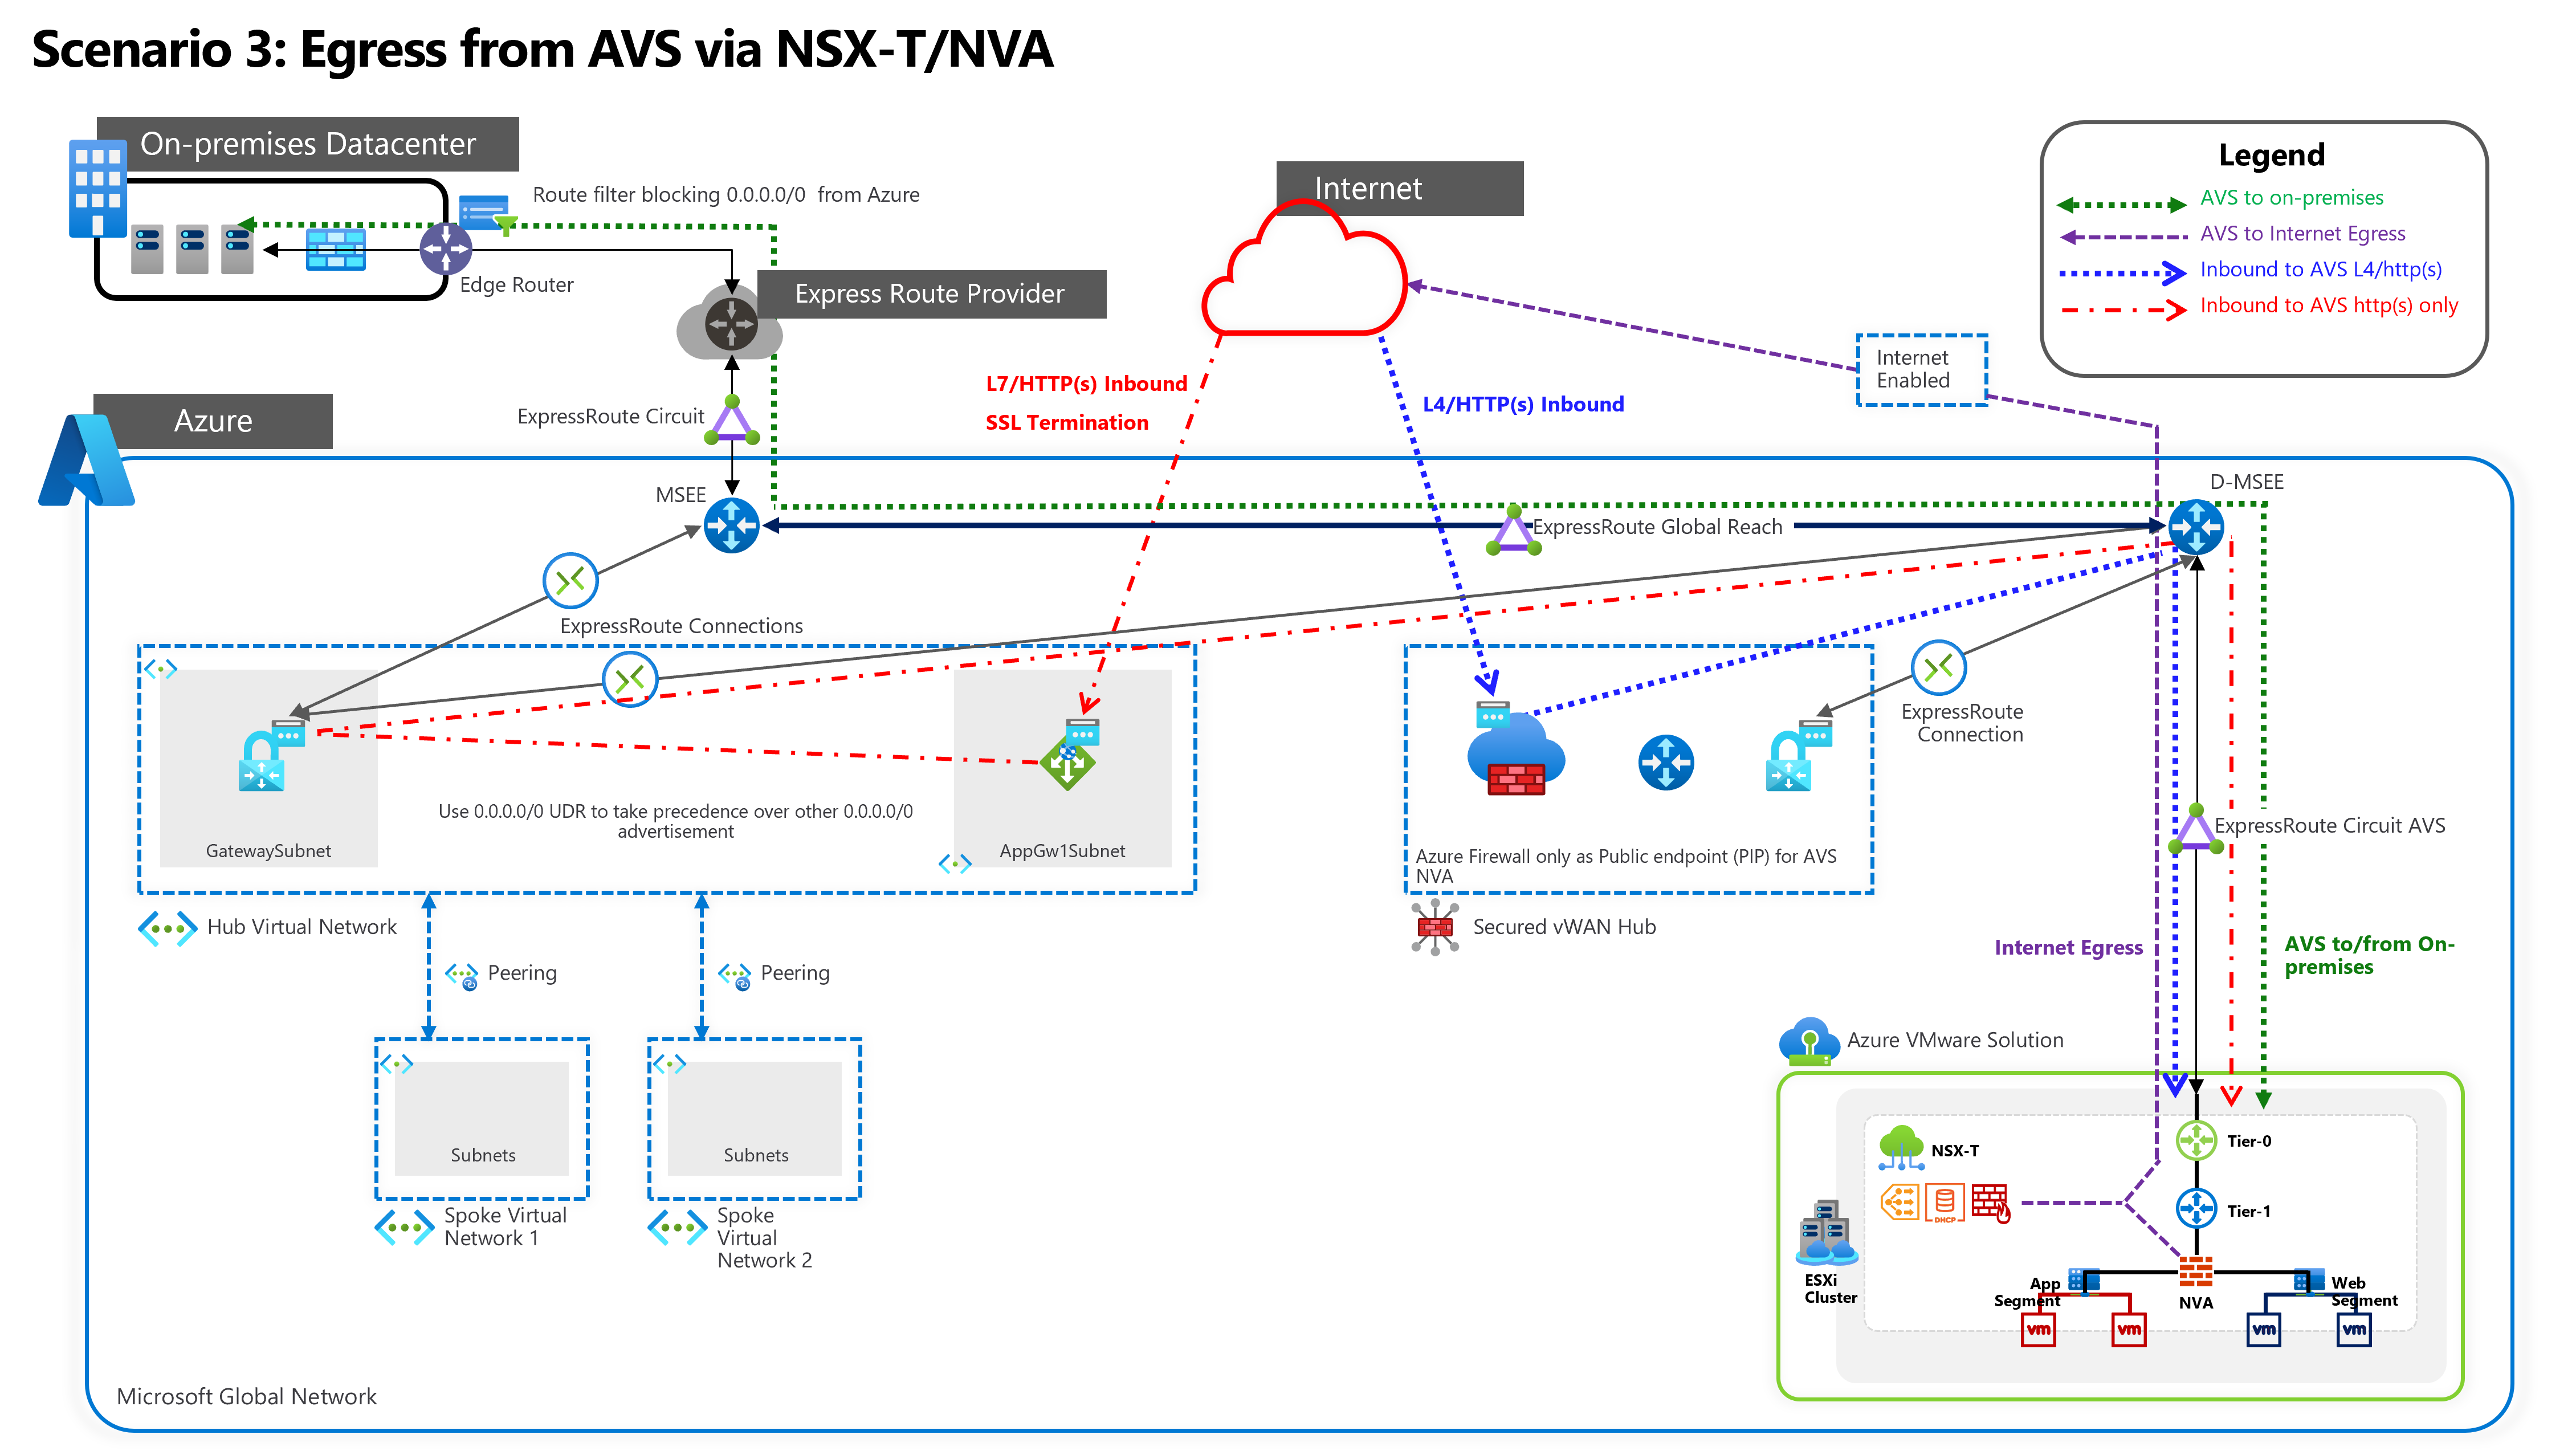 Scenario 3: Egress from AVS via NSX-T/NVA
On-premises Datacenter
Route filter blocking 0.0.0.0/0  from Azure
Edge Router
Express Route Provider
Internet
Legend
AVS to on-premises
AVS to Internet Egress
Inbound to AVS L4/http(s)
Inbound to AVS http(s) only
Internet
Enabled
L7/HTTP(s) Inbound
SSL Termination
L4/HTTP(s) Inbound
ExpressRoute Circuit
Azure
MSEE
D-MSEE
ExpressRoute Global Reach
ExpressRoute Connections
ExpressRoute
Connection
Use 0.0.0.0/0 UDR to take precedence over other 0.0.0.0/0
advertisement
GatewaySubnet
AppGw1Subnet
Azure Firewall only as Public endpoint (PIP) for AVS
NVA
ExpressRoute Circuit AVS
Hub Virtual Network
Secured vWAN Hub
Internet Egress
AVS to/from On-
premises
Peering
Peering
Azure VMware Solution
Subnets
Subnets
Spoke Virtual
Network 1
Spoke
Virtual
Network 2
NSX-T
Tier-0
DHCP
Tier-1
ESXi
Cluster
App
Segment
NVA
Web
Segment
vm
vm
vm
vm
Microsoft Global Network